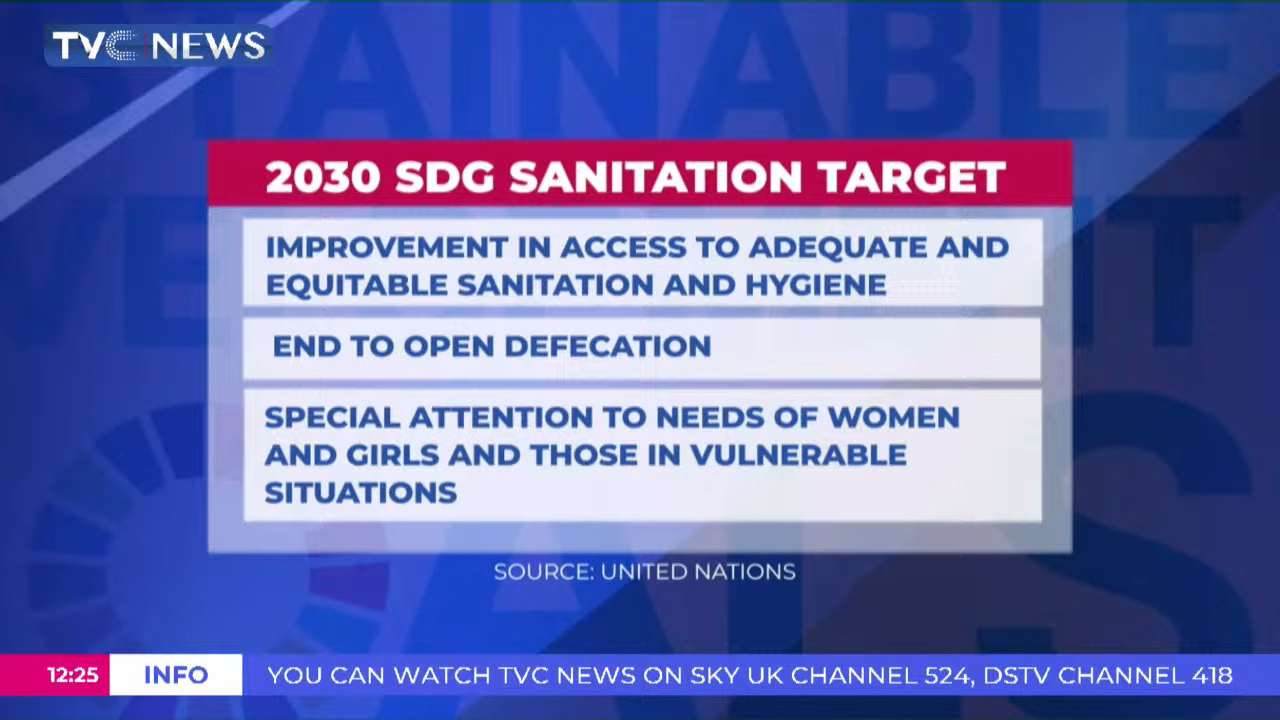 TVC NEWS
STAINABLE
2030 SDG SANITATION TARGET
IMPROVEMENT IN ACCESS TO ADEQUATE AND
EQUITABLE SANITATION AND HYGIENE
END TO OPEN DEFECATION
SPECIAL ATTENTION TO NEEDS OF WOMEN
AND GIRLS AND THOSE IN VULNERABLE
SITUATIONS
SOURCE: UNITED NATIONS
12:25
INFO
YOU CAN WATCH TVC NEWS ON SKY UK CHANNEL 524, DSTV CHANNEL 418